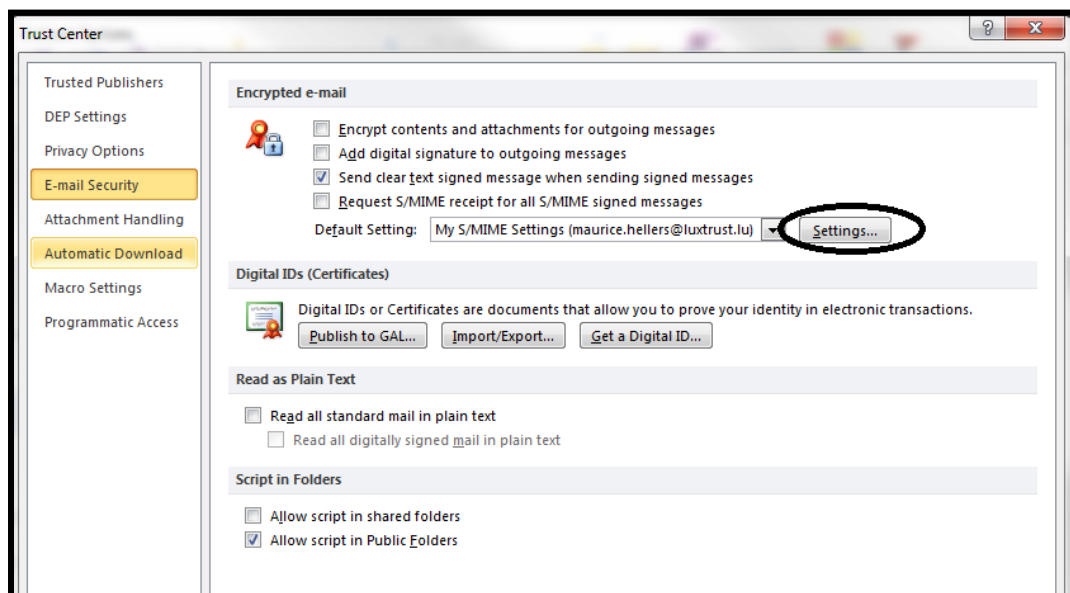 Trust Center
Trusted Publishers
DEP Settings
Privacy Options
E-mail Security
Attachment Handling
Automatic Download
Macro Settings
Programmatic Access
Encrypted e-mail
Encrypt contents and attachments for outgoing messages
Add digital signature to outgoing messages
Send clear text signed message when sending signed messages
Request S/MIME receipt for all S/MIME signed messages
Default Setting: My S/MIME Settings (maurice.hellers@luxtrust.lu) Settings...
Digital IDs (Certificates)
Digital IDs or Certificates are documents that allow you to prove your identity in electronic transactions.
Publish to GAL... Import/Export... Get a Digital ID...
Read as Plain Text
Read all standard mail in plain text
Read all digitally signed mail in plain text
Script in Folders
Allow script in shared folders
Allow script in Public Folders